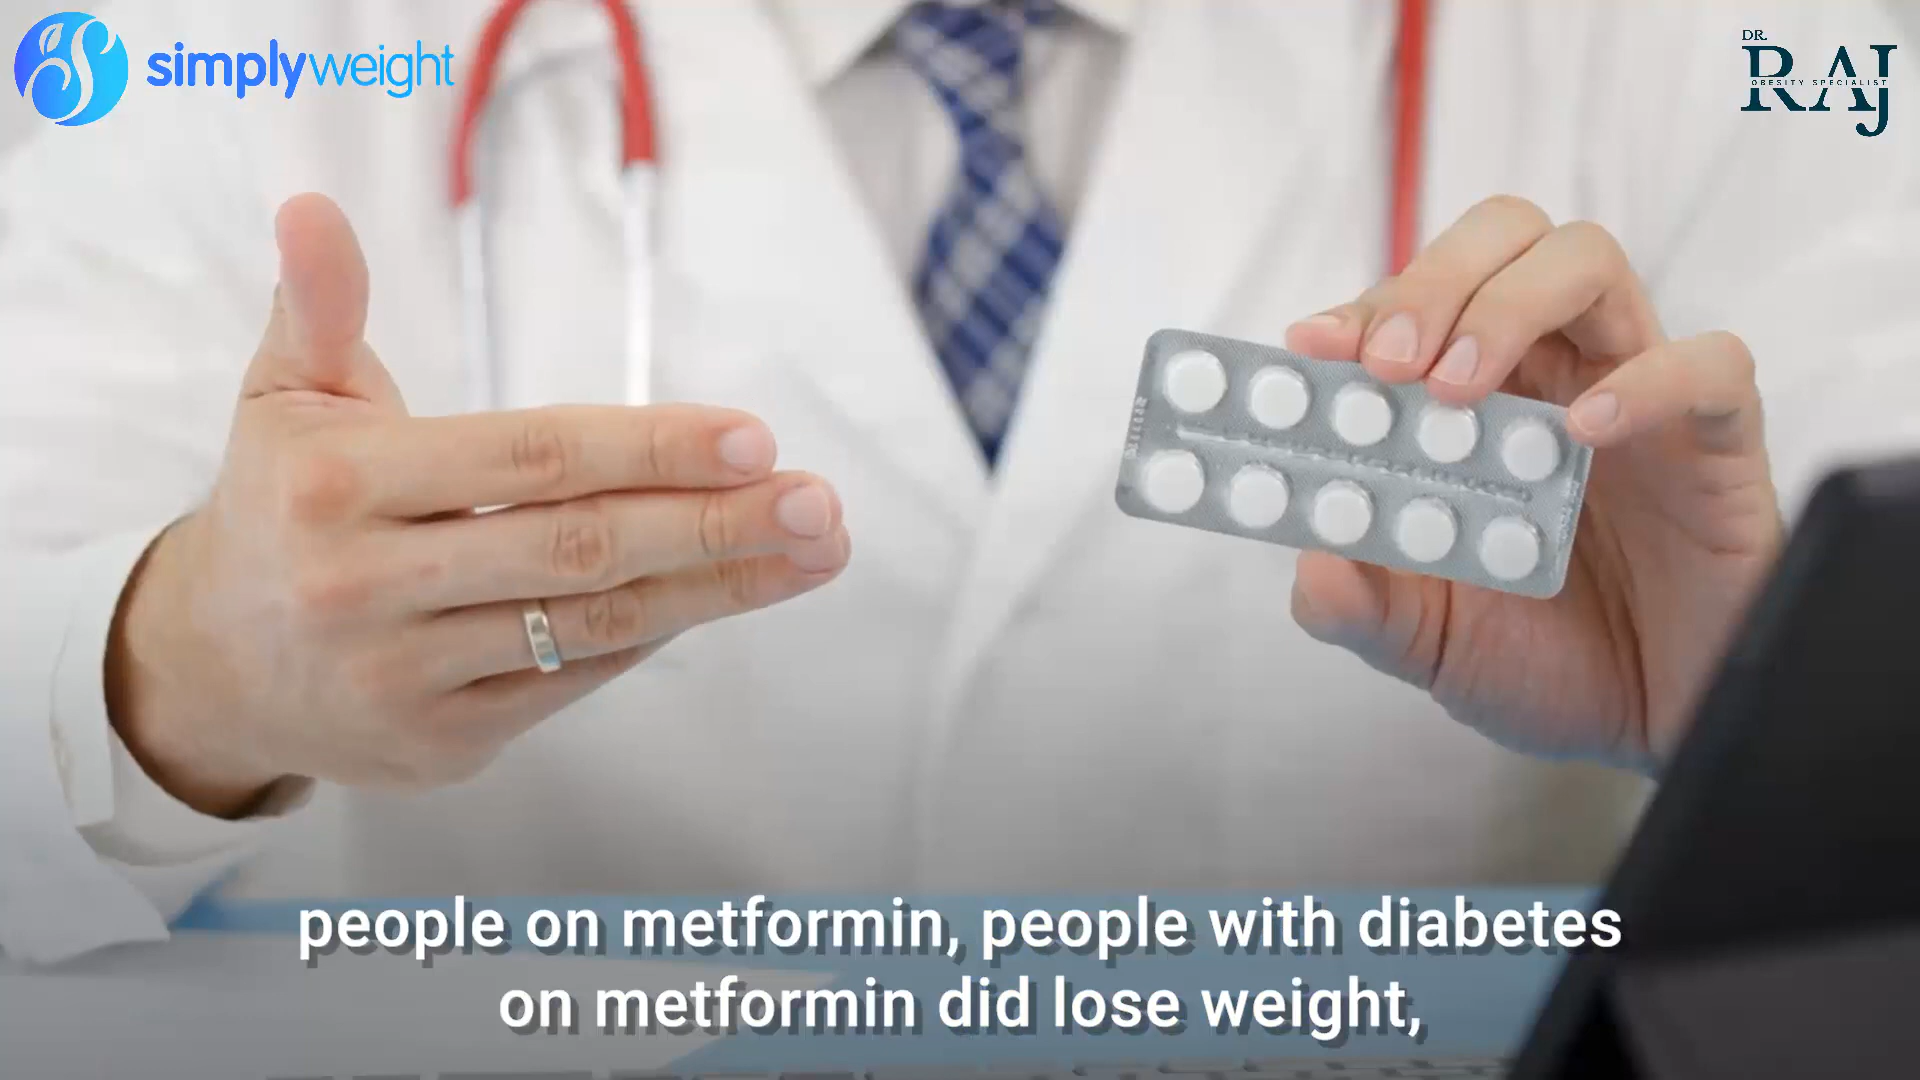 simplyweight
DR.
RAJ
OBESITY SPECIALIST
people on metformin, people with diabetes
on metformin did lose weight,